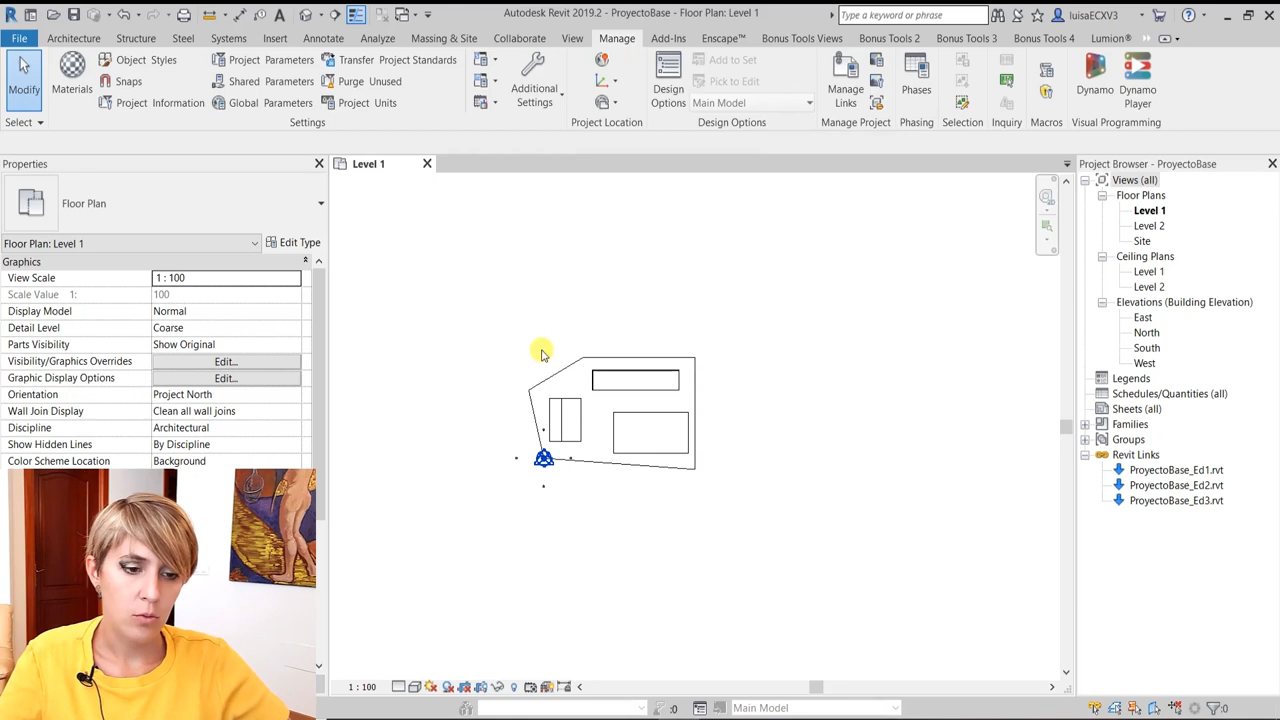 Autodesk Revit 2019.2 - ProyectoBase - Floor Plan: Level 1
Type a keyword or phrase
luisaECXV3
File
Architecture
Structure
Steel
Systems
Insert
Annotate
Analyze
Massing & Site
Collaborate
View
Manage
Add-Ins
Enscape™
Bonus Tools Views
Bonus Tools 2
Bonus Tools 3
Bonus Tools 4
Lumion®
Modify
Materials
Object Styles
Snaps
Project Information
Project Parameters
Shared Parameters
Global Parameters
Transfer Project Standards
Purge Unused
Project Units
Additional
Settings
Design
Options
Add to Set
Pick to Edit
Main Model
Manage
Links
Phases
Dynamo
Dynamo
Player
Select
Settings
Project Location
Design Options
Manage Project
Phasing
Selection
Inquiry
Macros
Visual Programming
Properties
Floor Plan
Floor Plan: Level 1
Edit Type
Graphics
View Scale
1 : 100
Scale Value 1:
100
Display Model
Normal
Detail Level
Coarse
Parts Visibility
Show Original
Visibility/Graphics Overrides
Edit...
Graphic Display Options
Edit...
Orientation
Project North
Wall Join Display
Clean all wall joins
Discipline
Architectural
Show Hidden Lines
By Discipline
Color Scheme Location
Background
Level 1
1 : 100
Project Browser - ProyectoBase
Views (all)
Floor Plans
Level 1
Level 2
Site
Ceiling Plans
Level 1
Level 2
Elevations (Building Elevation)
East
North
South
West
Legends
Schedules/Quantities (all)
Sheets (all)
Families
Groups
Revit Links
ProyectoBase_Ed1.rvt
ProyectoBase_Ed2.rvt
ProyectoBase_Ed3.rvt
:0
Main Model
:0